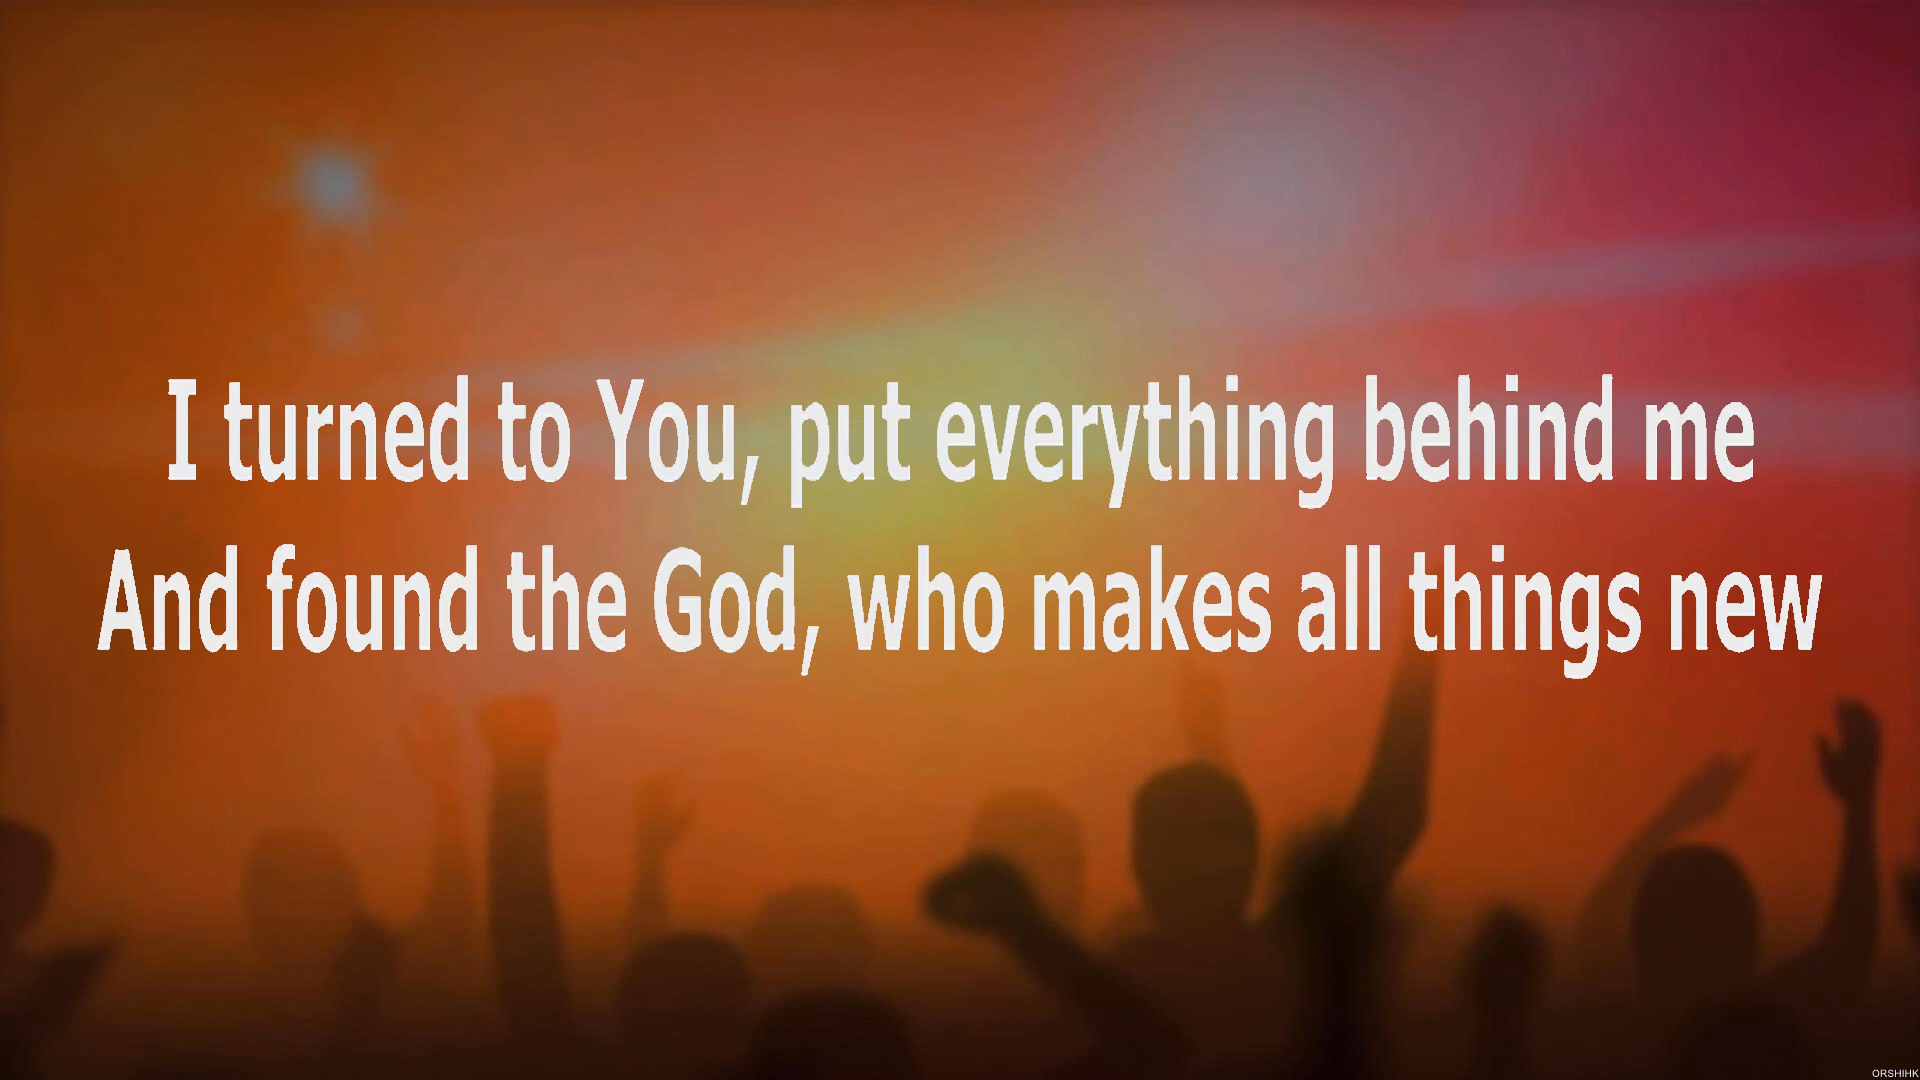 I turned to You, put everything behind me
And found the God, who makes all things new
ORSHIHK